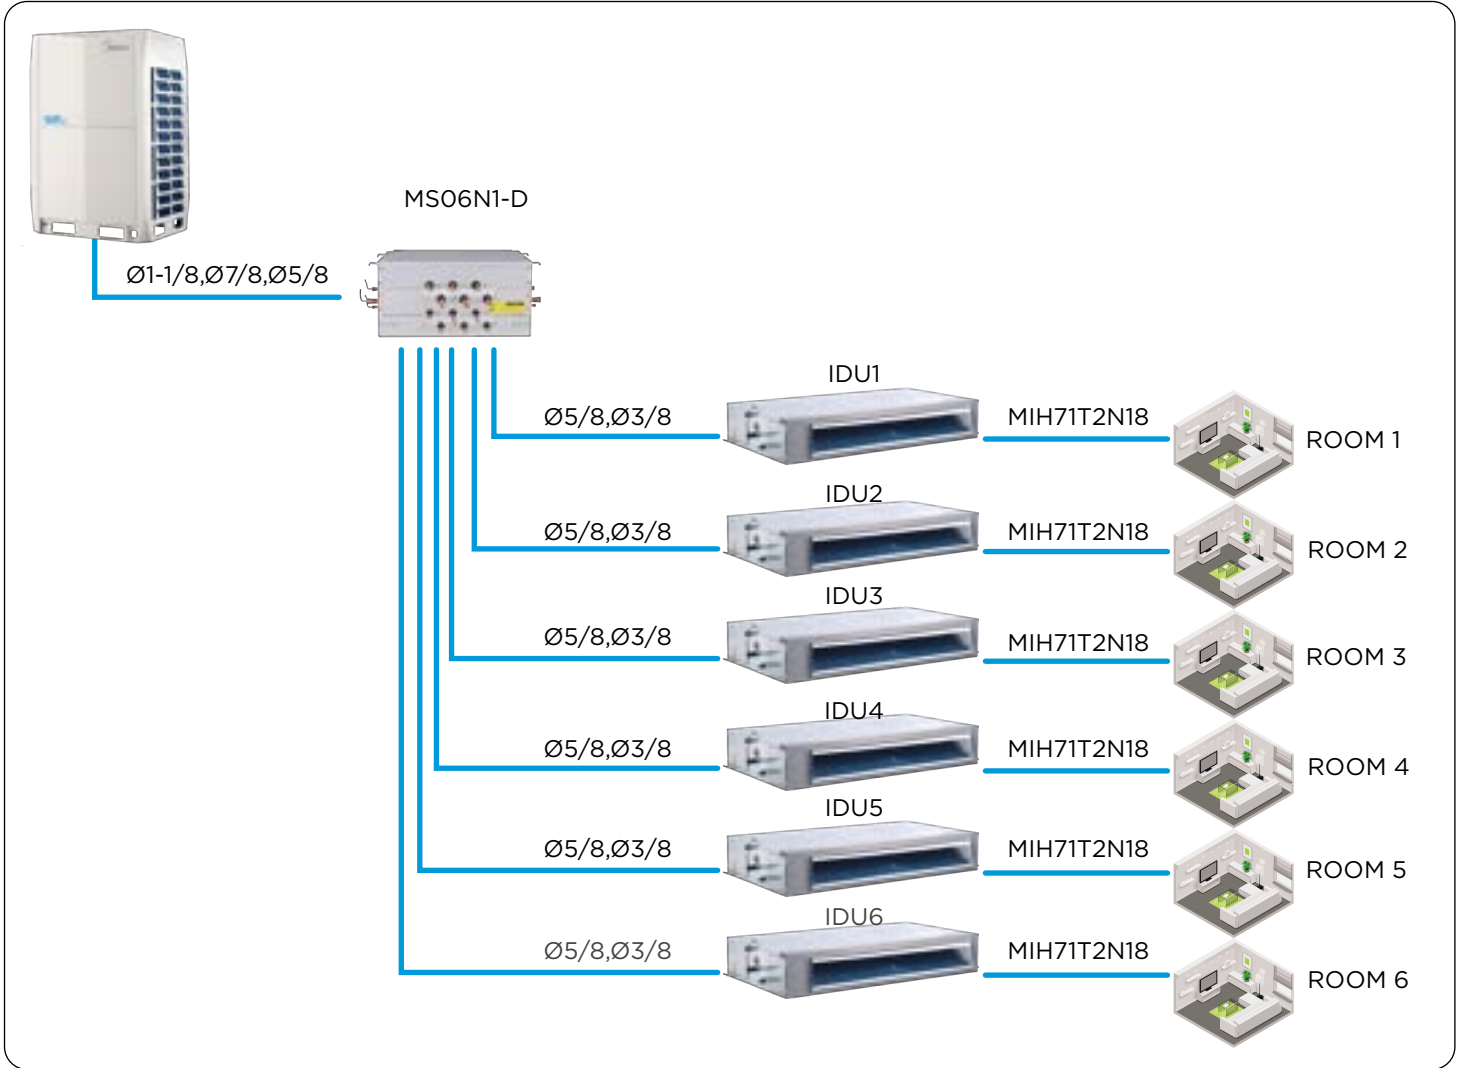 MS06N1-D
Ø1-1/8,Ø7/8,Ø5/8
IDU1
Ø5/8,Ø3/8
MIH71T2N18
ROOM 1
IDU2
Ø5/8,Ø3/8
MIH71T2N18
ROOM 2
IDU3
Ø5/8,Ø3/8
MIH71T2N18
ROOM 3
IDU4
Ø5/8,Ø3/8
MIH71T2N18
ROOM 4
IDU5
Ø5/8,Ø3/8
MIH71T2N18
ROOM 5
IDU6
Ø5/8,Ø3/8
MIH71T2N18
ROOM 6